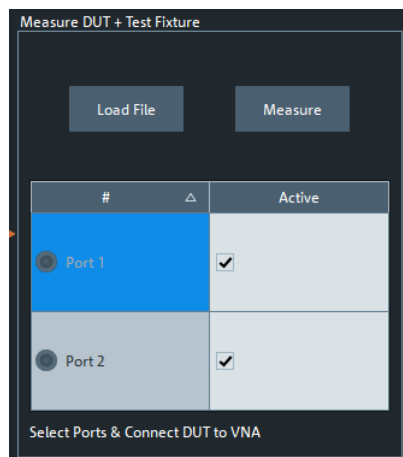 Measure DUT + Test Fixture
Load File Measure
# Active
Port 1
Port 2
Select Ports & Connect DUT to VNA